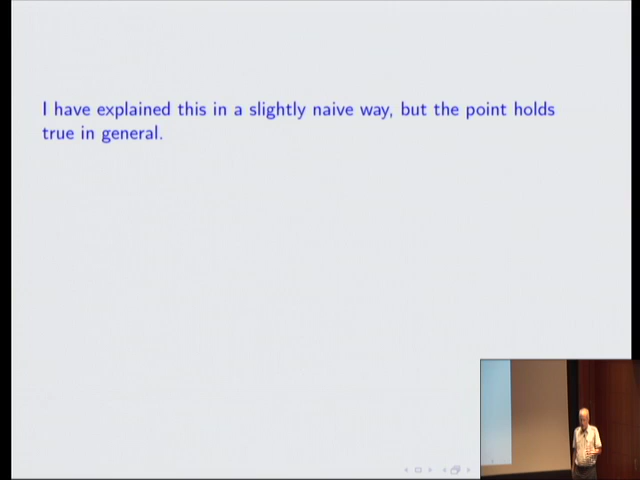 I have explained this in a slightly naive way, but the point holds
true in general.